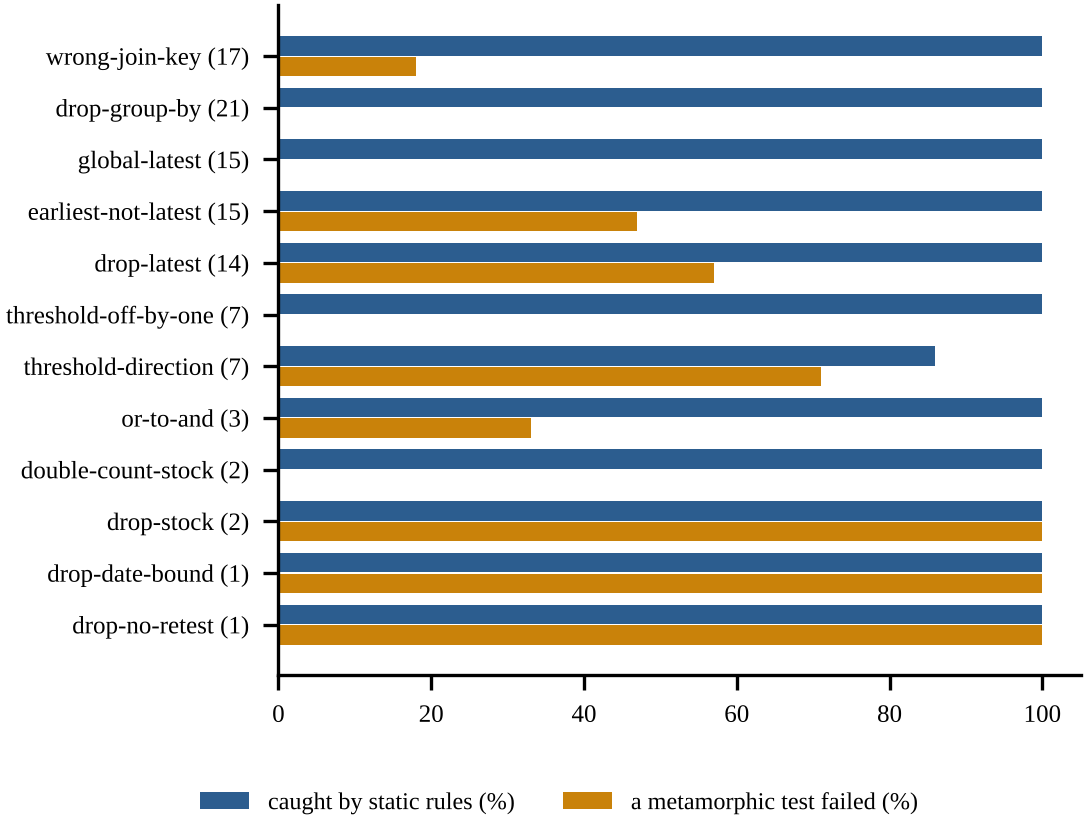 wrong-join-key (17)
drop-group-by (21)
global-latest (15)
earliest-not-latest (15)
drop-latest (14)
threshold-off-by-one (7)
threshold-direction (7)
or-to-and (3)
double-count-stock (2)
drop-stock (2)
drop-date-bound (1)
drop-no-retest (1)
0 20 40 60 80 100
caught by static rules (%) a metamorphic test failed (%)